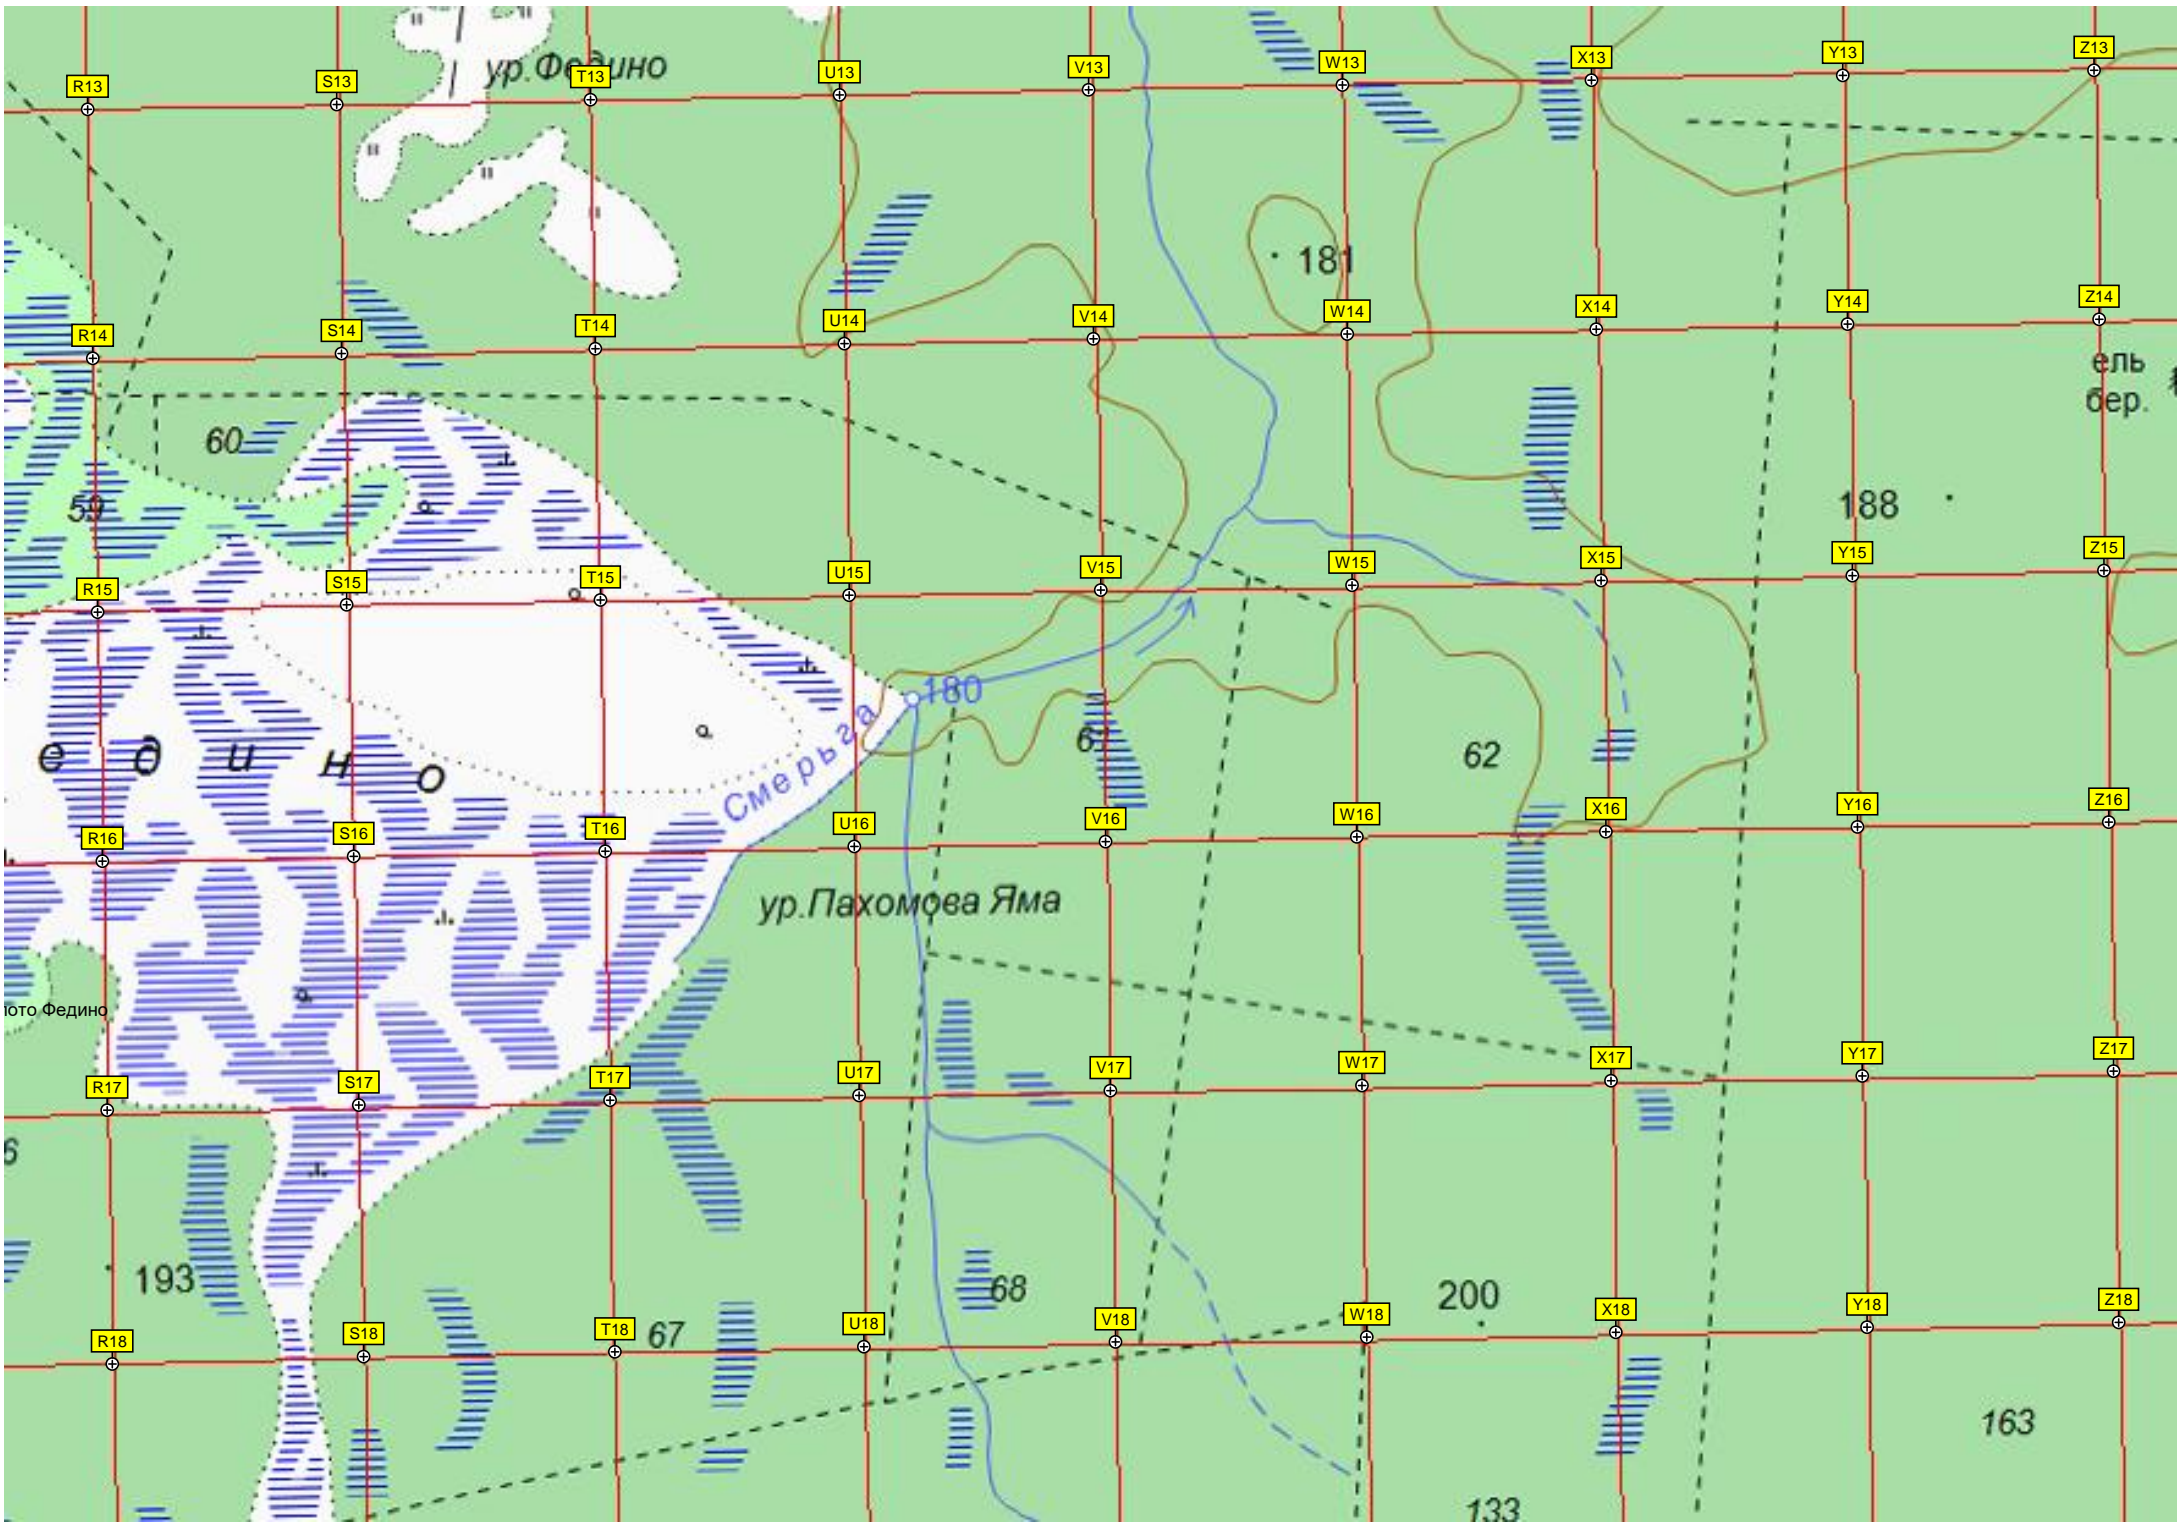 ур.Федино
R13 S13 T13 U13 V13 W13 X13 Y13 Z13
181
R14 S14 T14 U14 V14 W14 X14 Y14 Z14
ель
бер.
60
59
188
R15 S15 T15 U15 V15 W15 X15 Y15 Z15
180
Смерьга
едино
62
R16 S16 T16 U16 V16 W16 X16 Y16 Z16
ур.Пахомова Яма
Федино
R17 S17 T17 U17 V17 W17 X17 Y17 Z17
6
193
68
200
R18 S18 T18 U18 V18 W18 X18 Y18 Z18
67
163
133